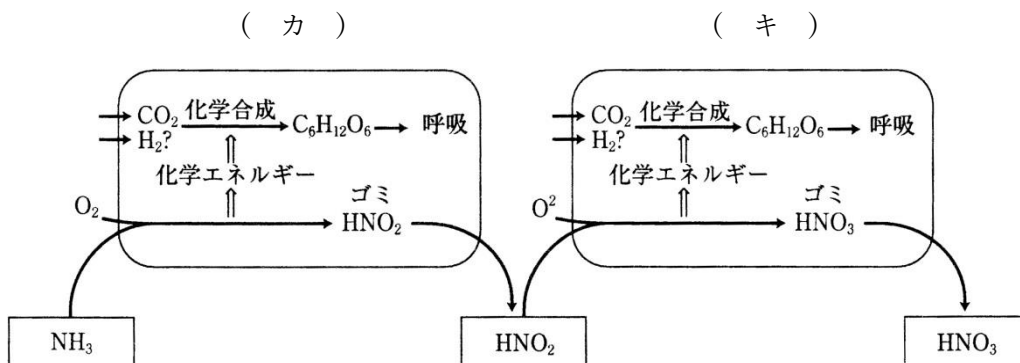 ( カ )
( キ )
CO2 化学合成 C6H12O6 呼吸
H2?
化学エネルギー
ゴミ
O2
HNO2
CO2 化学合成 C6H12O6 呼吸
H2?
化学エネルギー
ゴミ
O²
HNO3
NH3
HNO2
HNO3